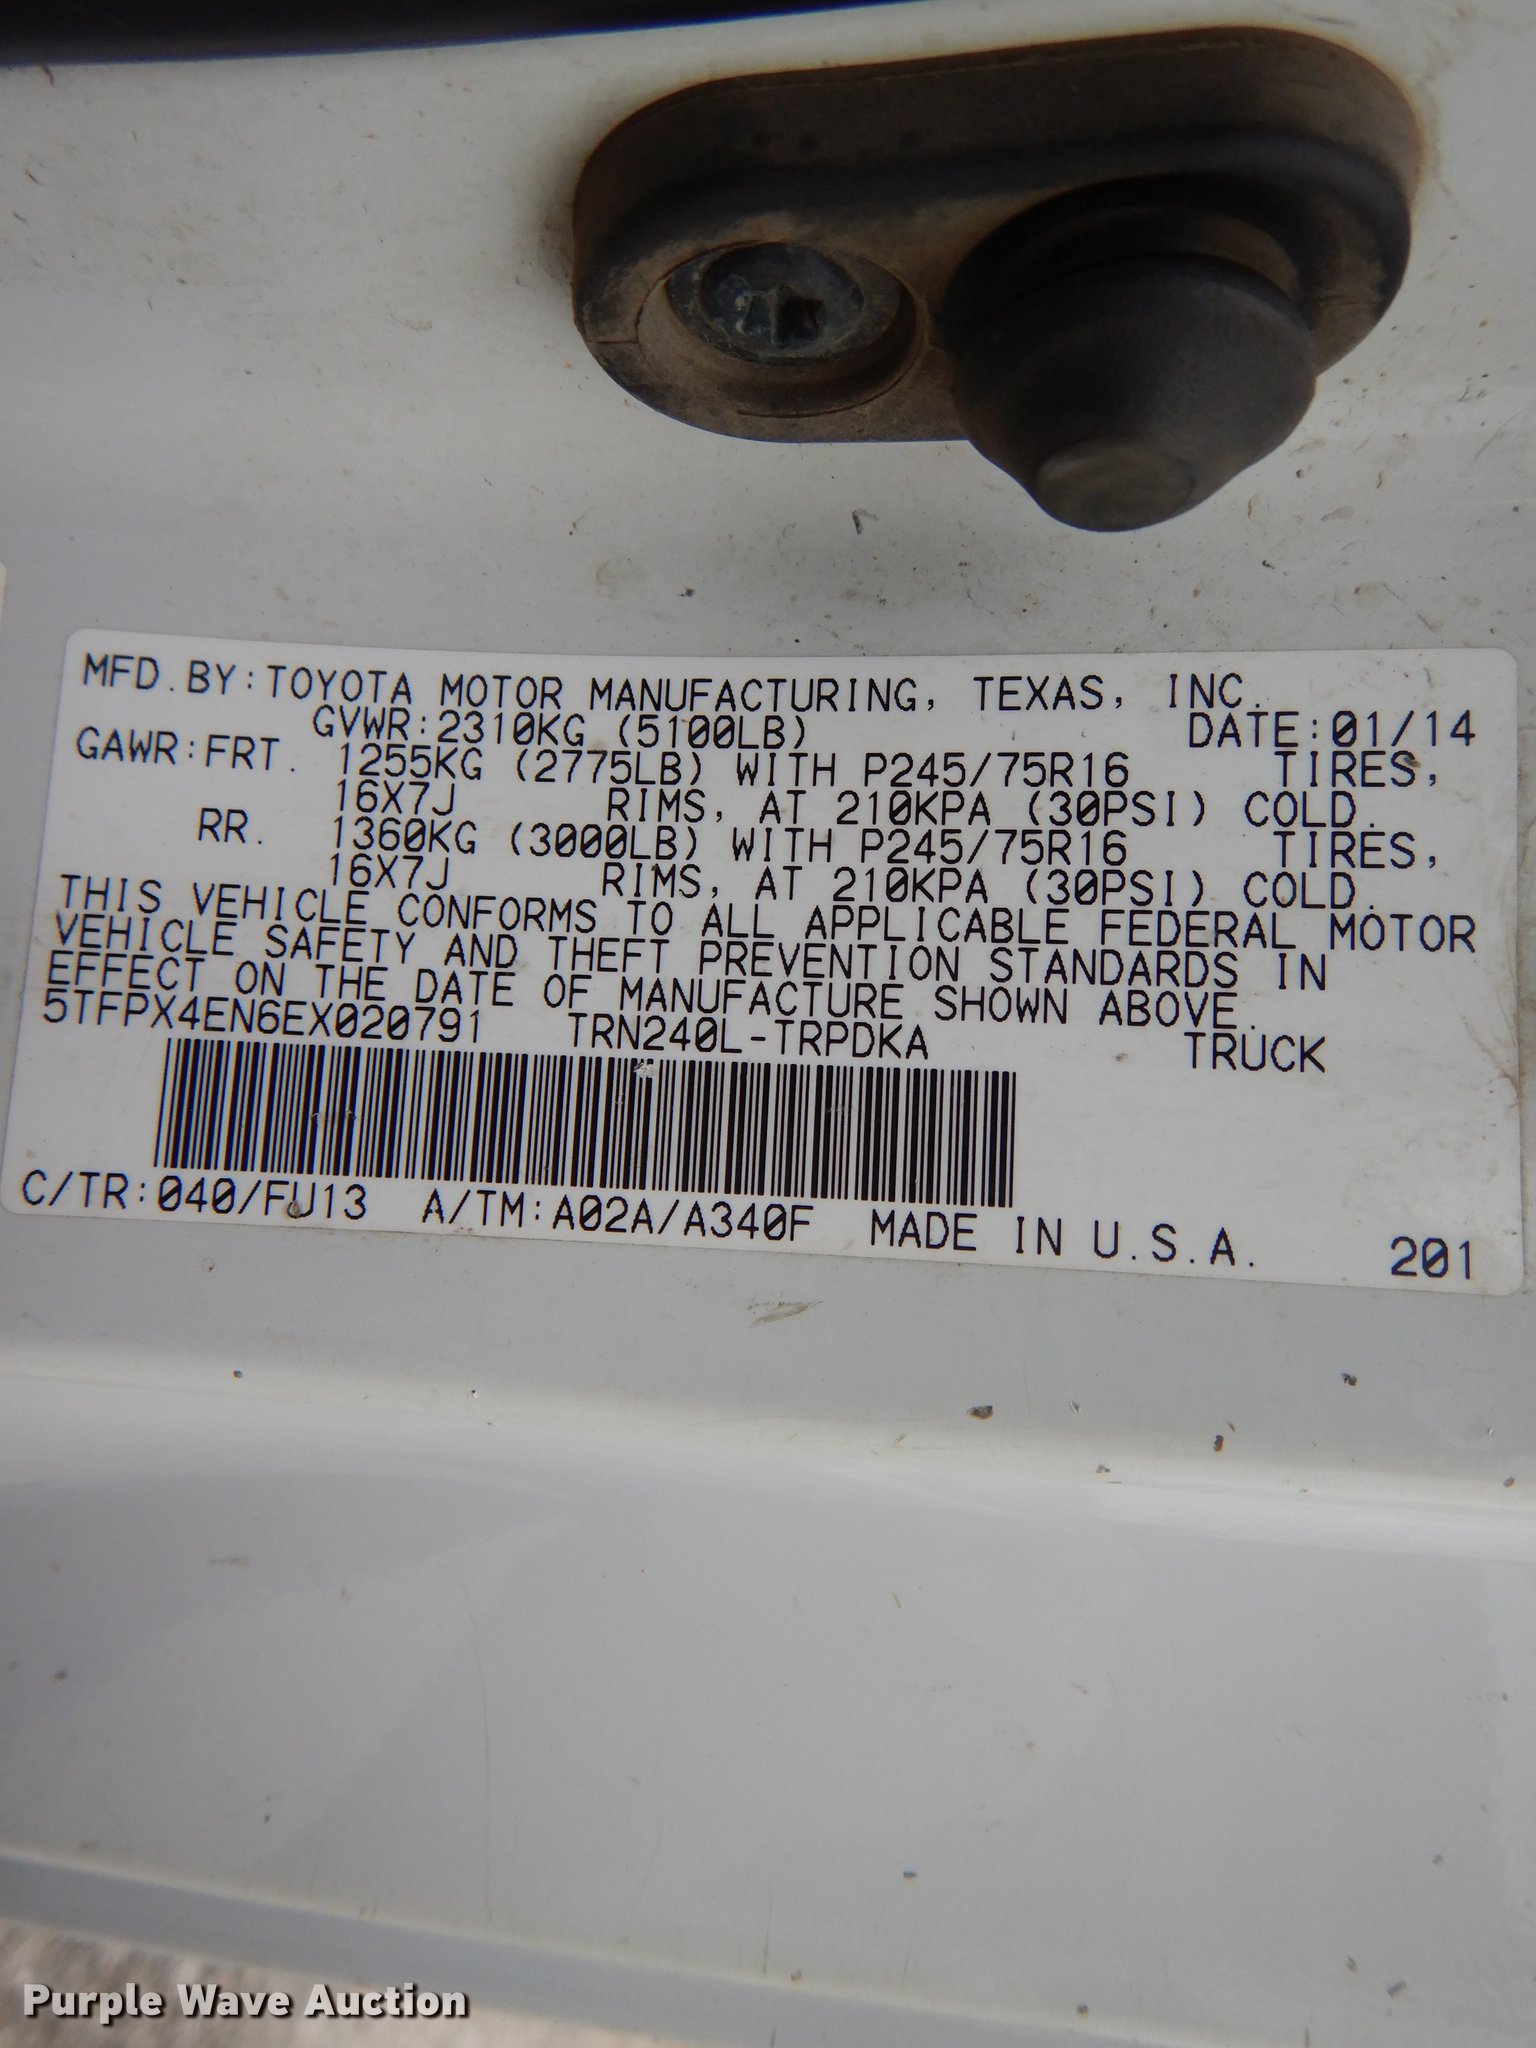 MFD.BY:TOYOTA MOTOR MANUFACTURING, TEXAS, INC.
GVWR:2310KG (5100LB) DATE:01/14
GAWR:FRT. 1255KG (2775LB) WITH P245/75R16 TIRES,
16X7J RIMS, AT 210KPA (30PSI) COLD.
RR. 1360KG (3000LB) WITH P245/75R16 TIRES,
16X7J RIMS, AT 210KPA (30PSI) COLD.
THIS VEHICLE CONFORMS TO ALL APPLICABLE FEDERAL MOTOR
VEHICLE SAFETY AND THEFT PREVENTION STANDARDS IN
EFFECT ON THE DATE OF MANUFACTURE SHOWN ABOVE.
5TFPX4EN6EX020791 TRN240L-TRPDKA TRUCK
C/TR:040/FU13 A/TM:A02A/A340F MADE IN U.S.A. 201
Purple Wave Auction